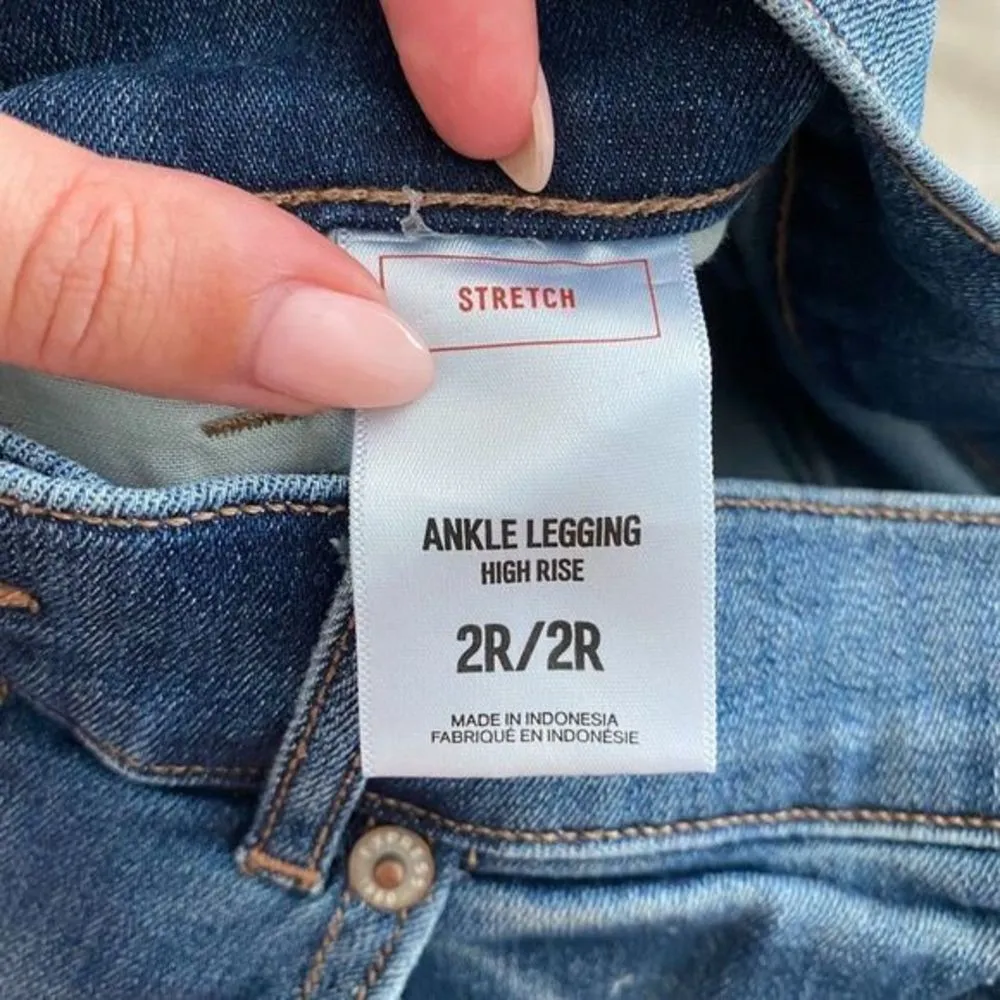 STRETCH
ANKLE LEGGING
HIGH RISE
2R/2R
MADE IN INDONESIA
FABRIQUÉ EN INDONÉSIE